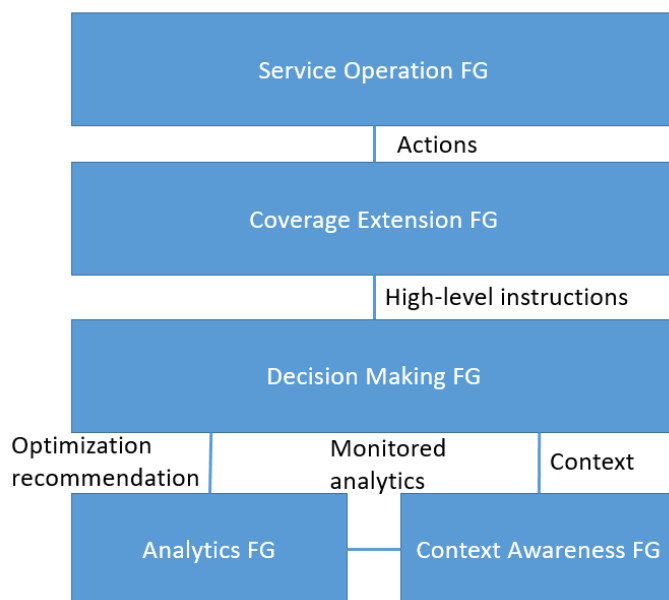 Service Operation FG
Actions
Coverage Extension FG
High-level instructions
Decision Making FG
Optimization
recommendation
Monitored
analytics
Context
Analytics FG
Context Awareness FG